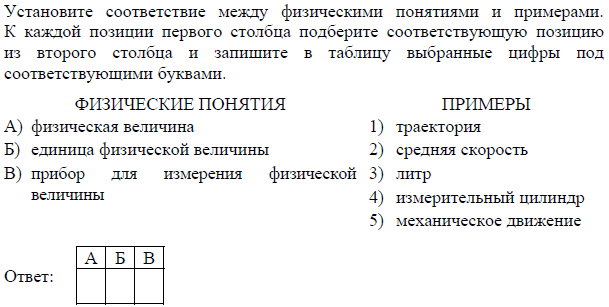 Установите соответствие между физическими понятиями и примерами.
К каждой позиции первого столбца подберите соответствующую позицию
из второго столбца и запишите в таблицу выбранные цифры под
соответствующими буквами.
ФИЗИЧЕСКИЕ ПОНЯТИЯ
А) физическая величина
Б) единица физической величины
В) прибор для измерения физической
величины
ПРИМЕРЫ
1) траектория
2) средняя скорость
3) литр
4) измерительный цилиндр
5) механическое движение
А Б В
Ответ: